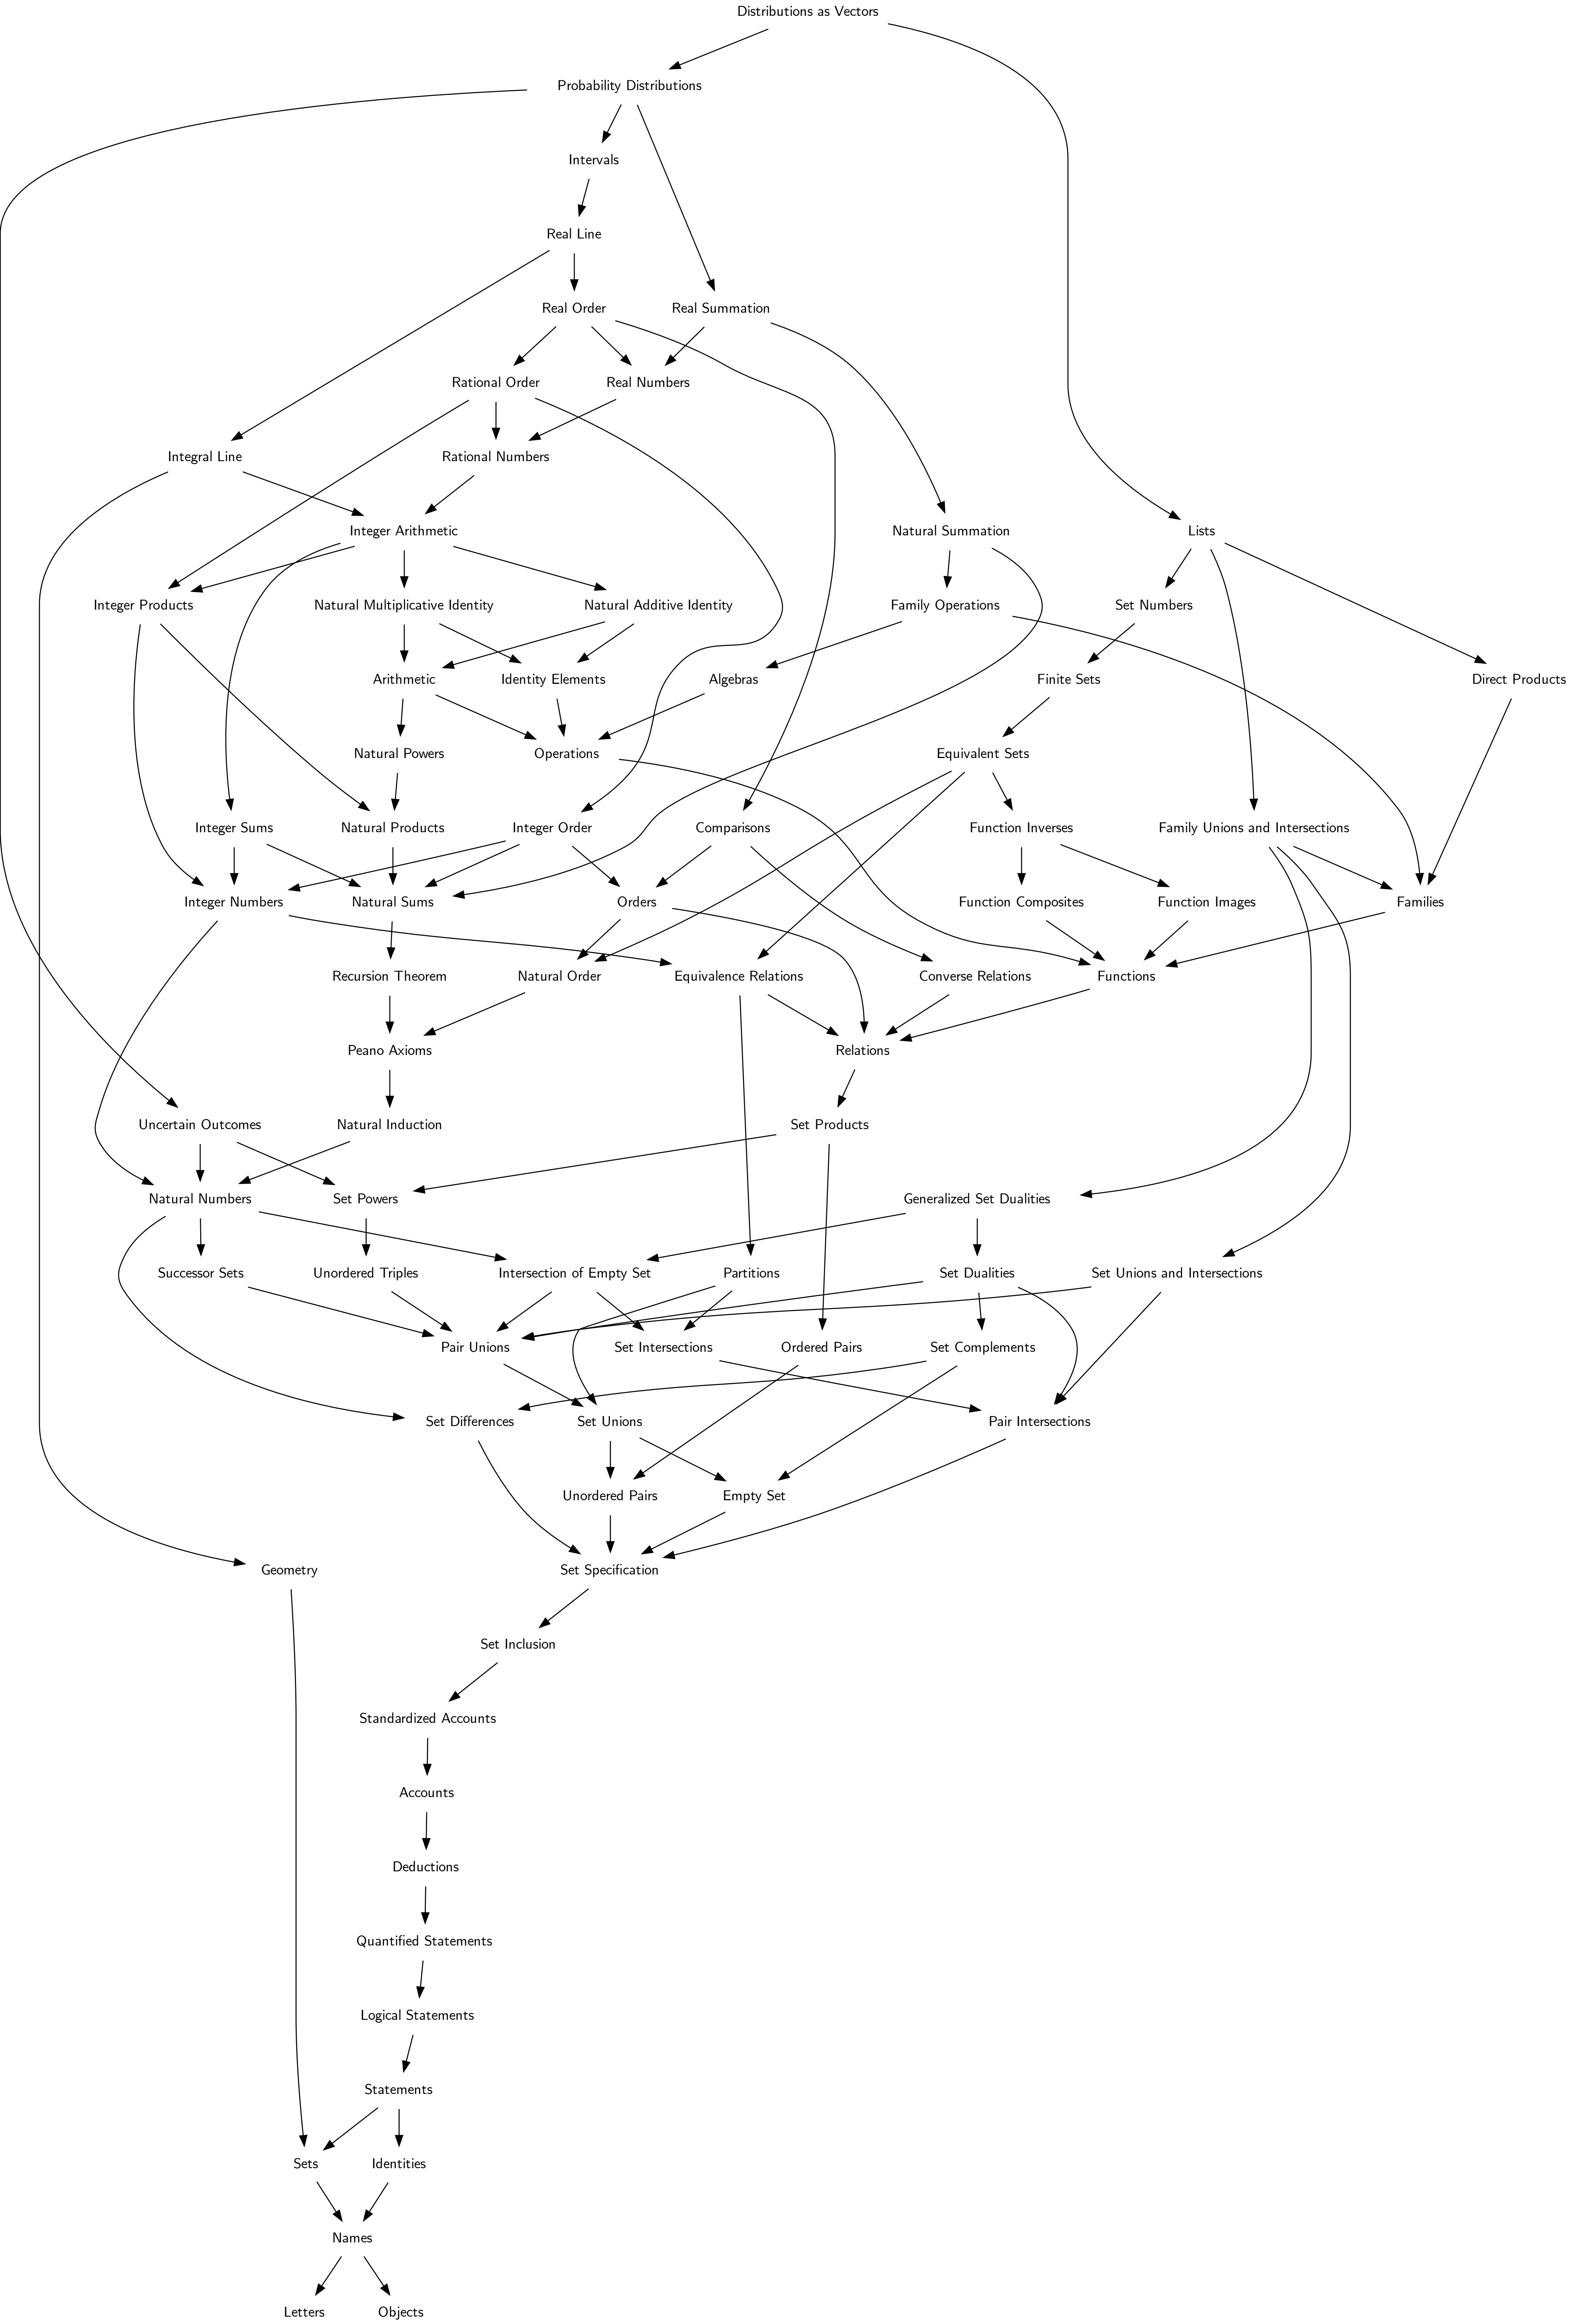 Distributions as Vectors
Probability Distributions
Intervals
Real Line
Real Order
Real Summation
Rational Order
Real Numbers
Integral Line
Rational Numbers
Integer Arithmetic
Natural Summation
Lists
Integer Products
Natural Multiplicative Identity
Natural Additive Identity
Family Operations
Set Numbers
Arithmetic
Identity Elements
Algebras
Finite Sets
Direct Products
Natural Powers
Operations
Equivalent Sets
Integer Sums
Natural Products
Integer Order
Comparisons
Function Inverses
Family Unions and Intersections
Integer Numbers
Natural Sums
Orders
Function Composites
Function Images
Families
Recursion Theorem
Natural Order
Equivalence Relations
Converse Relations
Functions
Peano Axioms
Relations
Uncertain Outcomes
Natural Induction
Set Products
Natural Numbers
Set Powers
Generalized Set Dualities
Successor Sets
Unordered Triples
Intersection of Empty Set
Partitions
Set Dualities
Set Unions and Intersections
Pair Unions
Set Intersections
Ordered Pairs
Set Complements
Set Differences
Set Unions
Pair Intersections
Unordered Pairs
Empty Set
Geometry
Set Specification
Set Inclusion
Standardized Accounts
Accounts
Deductions
Quantified Statements
Logical Statements
Statements
Sets
Identities
Names
Letters
Objects